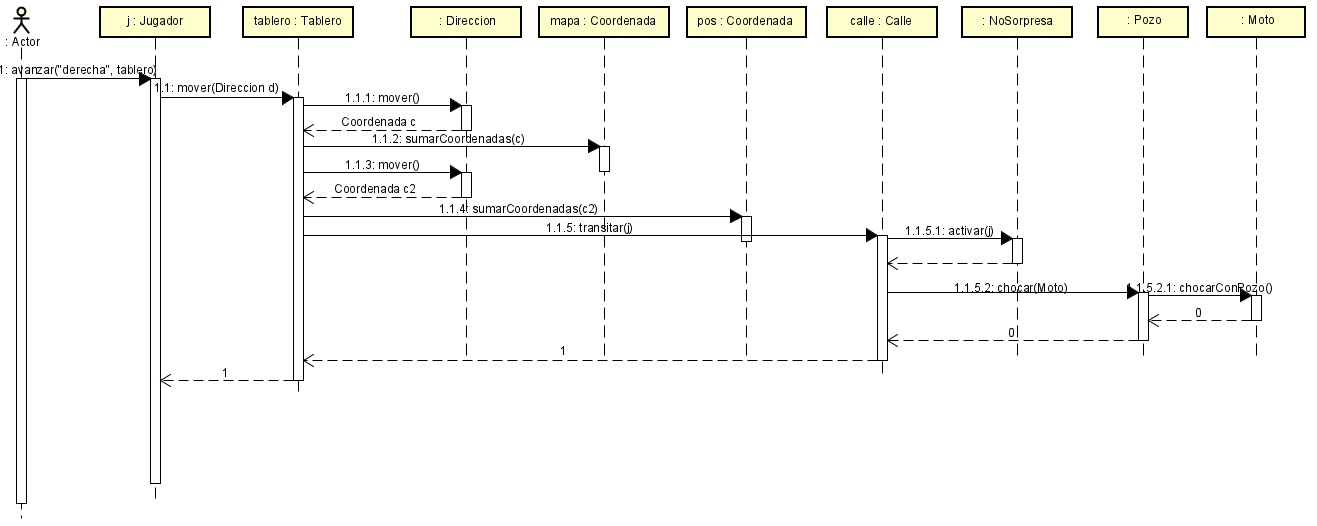 : Actor
j : Jugador
tablero : Tablero
: Direccion
mapa : Coordenada
pos : Coordenada
calle : Calle
: NoSorpresa
: Pozo
: Moto
1: avanzar("derecha", tablero)
1.1: mover(Direccion d)
1.1.1: mover()
Coordenada c
1.1.2: sumarCoordenadas(c)
1.1.3: mover()
Coordenada c2
1.1.4: sumarCoordenadas(c2)
1.1.5: transitar(j)
1.1.5.1: activar(j)
1.1.5.2: chocar(Moto)
1.1.5.2.1: chocarConPozo()
0
0
1
1